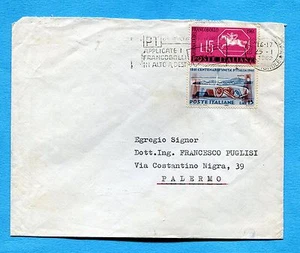 PT
APPLICATE I
FRANCOBOLLI
IN ALTO A DESTRA
L.15
POSTE ITALIANE
POSTE ITALIANE
Egregio Signor
Dott.Ing. FRANCESCO PUGLISI
Via Costantino Nigra, 39
PALERMO